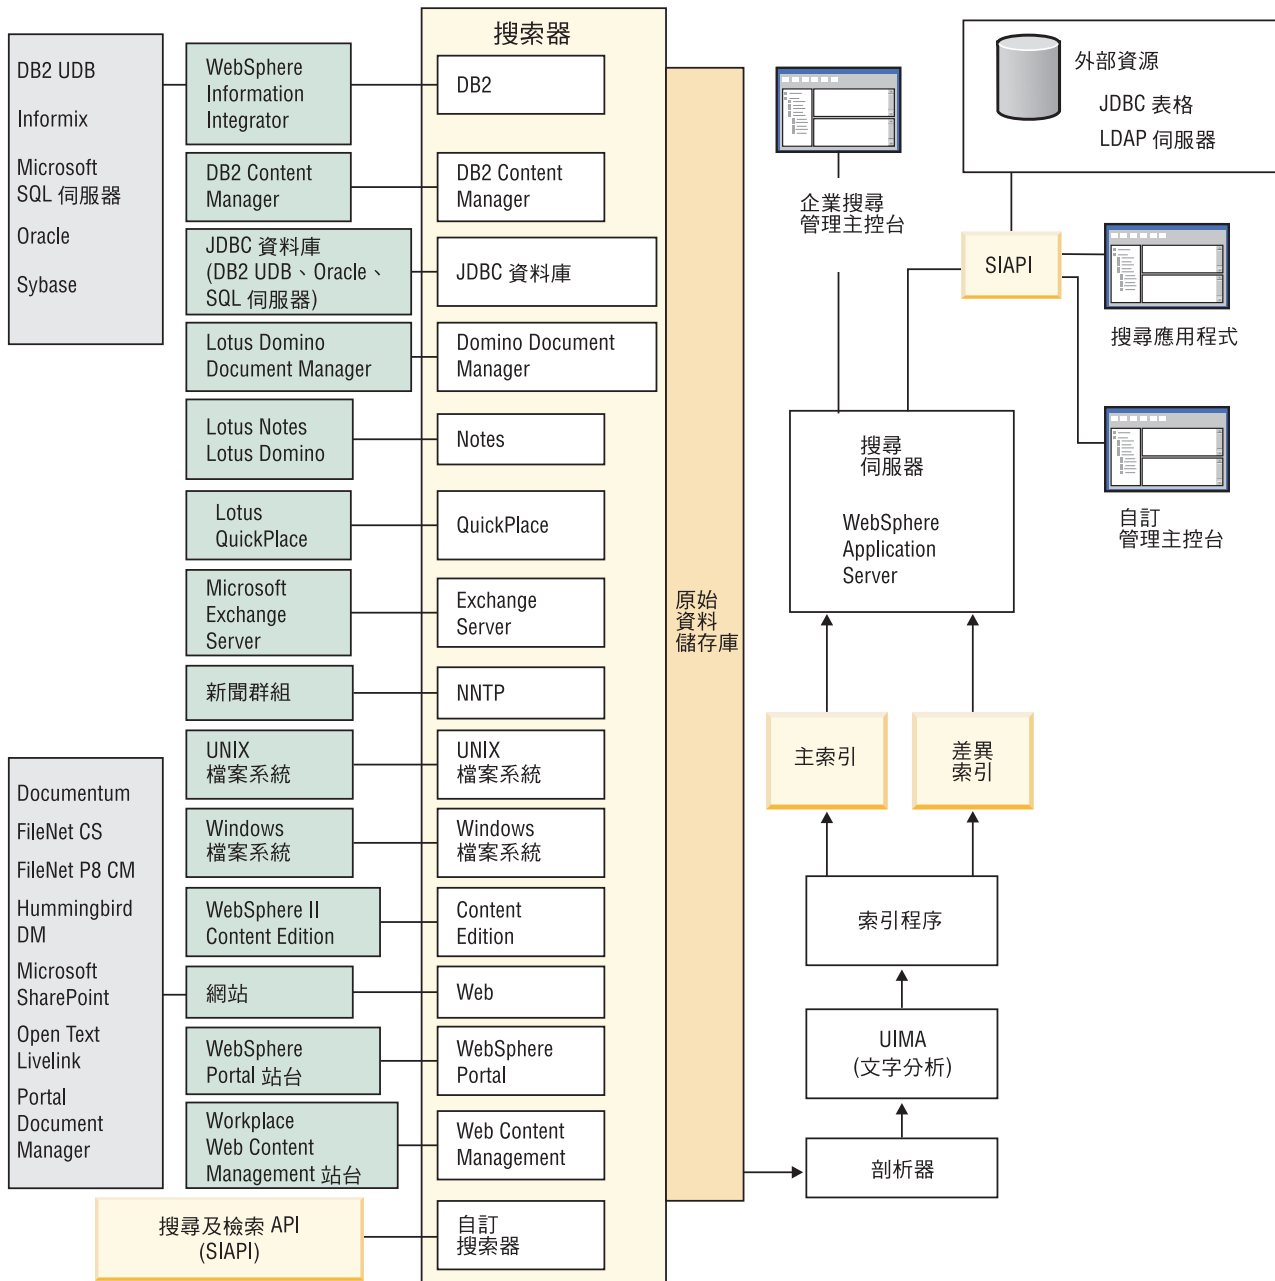 DB2 UDB
Informix
Microsoft
SQL 伺服器
Oracle
Sybase
Documentum
FileNet CS
FileNet P8 CM
Hummingbird
DM
Microsoft
SharePoint
Open Text
Livelink
Portal
Document
Manager
WebSphere
Information
Integrator
DB2 Content
Manager
JDBC 資料庫
(DB2 UDB、Oracle、
SQL 伺服器)
Lotus Domino
Document Manager
Lotus Notes
Lotus Domino
Lotus
QuickPlace
Microsoft
Exchange
Server
新聞群組
UNIX
檔案系統
Windows
檔案系統
WebSphere II
Content Edition
網站
WebSphere
Portal 站台
Workplace
Web Content
Management 站台
搜尋及檢索 API
(SIAPI)
搜索器
DB2
DB2 Content
Manager
JDBC 資料庫
Domino Document
Manager
Notes
QuickPlace
Exchange
Server
NNTP
UNIX
檔案系統
Windows
檔案系統
Content
Edition
Web
WebSphere
Portal
Web Content
Management
自訂
搜索器
原始
資料
儲存庫
企業搜尋
管理主控台
外部資源
JDBC 表格
LDAP 伺服器
SIAPI
搜尋應用程式
自訂
管理主控台
搜尋
伺服器
WebSphere
Application
Server
主索引
差異
索引
索引程序
UIMA
(文字分析)
剖析器